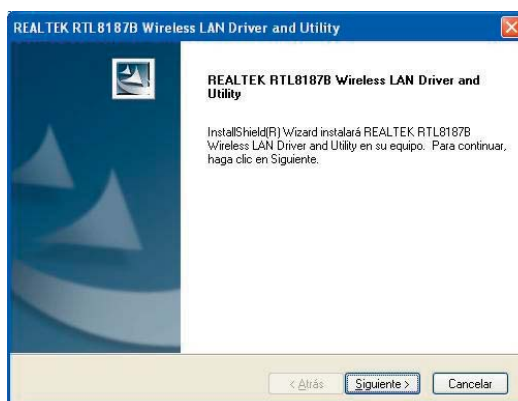 REALTEK RTL8187B Wireless LAN Driver and Utility
REALTEK RTL8187B Wireless LAN Driver and
Utility
InstallShield(R) Wizard instalará REALTEK RTL8187B
Wireless LAN Driver and Utility en su equipo. Para continuar,
haga clic en Siguiente.
< Atrás
Siguiente >
Cancelar